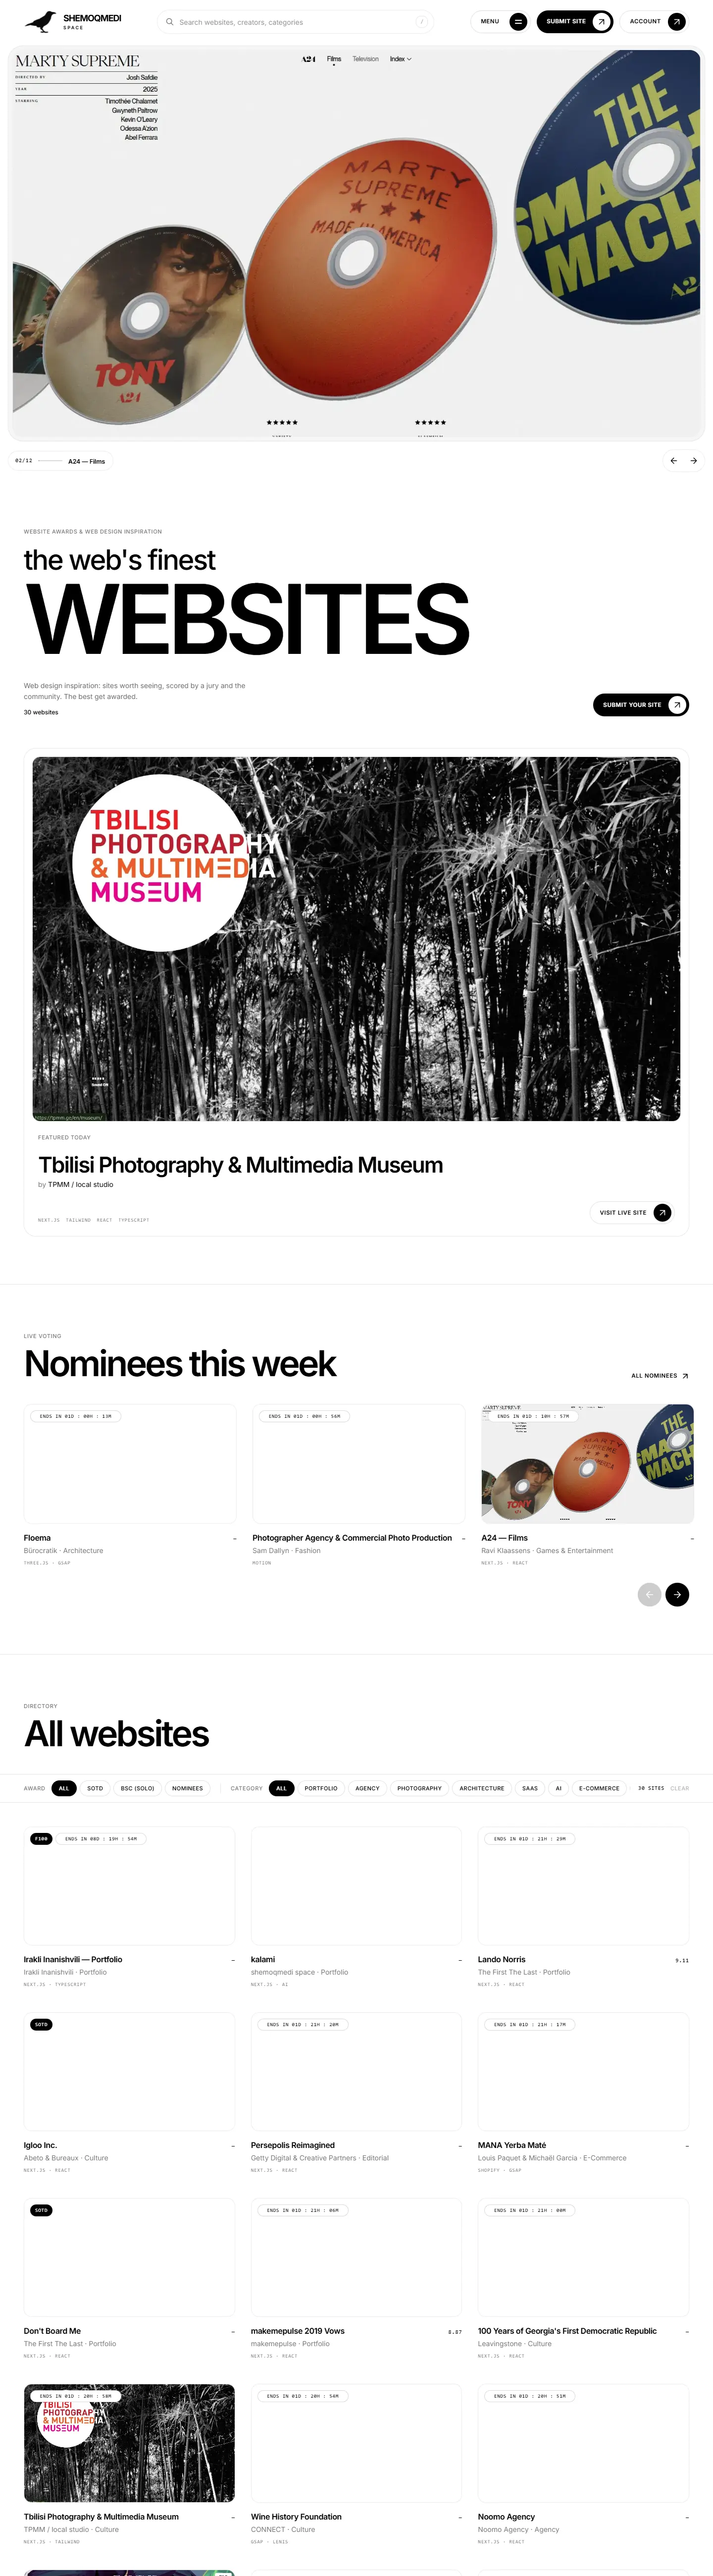 SHEMOQMEDI
SPACE
Search websites, creators, categories
/
MENU
SUBMIT SITE
ACCOUNT
MARTY SUPREME
DIRECTED BY
Josh Safdie
YEAR
2025
STARRING
Timothée Chalamet
Gwyneth Paltrow
Kevin O'Leary
Odessa A'zion
Abel Ferrara
A24
Films
Television
Index
TONY
A24
MARTY
SUPREME
MADE IN AMERICA
THE
SMASHING
MACHINE
A24
02/12
A24 — Films
WEBSITE AWARDS & WEB DESIGN INSPIRATION
the web's finest
WEBSITES
Web design inspiration: sites worth seeing, scored by a jury and the
community. The best get awarded.
30 websites
SUBMIT YOUR SITE
TBILISI
PHOTOGRAPHY
& MULTIMEDIA
MUSEUM
https://tpmm.ge/en/museum/
FEATURED TODAY
Tbilisi Photography & Multimedia Museum
by TPMM / local studio
NEXT.JS TAILWIND REACT TYPESCRIPT
VISIT LIVE SITE
LIVE VOTING
Nominees this week
ALL NOMINEES
ENDS IN 01D : 00H : 13M
Floema
–
Bürocratik · Architecture
THREE.JS · GSAP
ENDS IN 01D : 00H : 56M
Photographer Agency & Commercial Photo Production
–
Sam Dallyn · Fashion
MOTION
ENDS IN 01D : 10H : 57M
A24 — Films
–
Ravi Klaassens · Games & Entertainment
NEXT.JS · REACT
DIRECTORY
All websites
AWARD
ALL
SOTD
BSC (SOLO)
NOMINEES
CATEGORY
ALL
PORTFOLIO
AGENCY
PHOTOGRAPHY
ARCHITECTURE
SAAS
AI
E-COMMERCE
30 SITES
CLEAR
F100
ENDS IN 00D : 19H : 54M
Irakli Inanishvili — Portfolio
–
Irakli Inanishvili · Portfolio
NEXT.JS · TYPESCRIPT
kalami
–
shemoqmedi space · Portfolio
NEXT.JS · AI
ENDS IN 01D : 21H : 29M
Lando Norris
9.11
The First The Last · Portfolio
NEXT.JS · REACT
SOTD
Igloo Inc.
–
Abeto & Bureaux · Culture
NEXT.JS · REACT
ENDS IN 01D : 21H : 20M
Persepolis Reimagined
–
Getty Digital & Creative Partners · Editorial
NEXT.JS · REACT
ENDS IN 01D : 21H : 17M
MANA Yerba Maté
–
Louis Paquet & Michaël Garcia · E-Commerce
SHOPIFY · GSAP
SOTD
Don't Board Me
–
The First The Last · Portfolio
NEXT.JS · REACT
ENDS IN 01D : 21H : 06M
makemepulse 2019 Vows
8.87
makemepulse · Portfolio
NEXT.JS · REACT
ENDS IN 01D : 21H : 00M
100 Years of Georgia's First Democratic Republic
–
Leavingstone · Culture
NEXT.JS · REACT
ENDS IN 01D : 20H : 58M
TBILISI
PHOTOGRAPHY
& MULTIMEDIA
MUSEUM
Tbilisi Photography & Multimedia Museum
–
TPMM / local studio · Culture
NEXT.JS · TAILWIND
ENDS IN 01D : 20H : 54M
Wine History Foundation
–
CONNECT · Culture
GSAP · LENIS
ENDS IN 01D : 20H : 51M
Noomo Agency
–
Noomo Agency · Agency
NEXT.JS · REACT